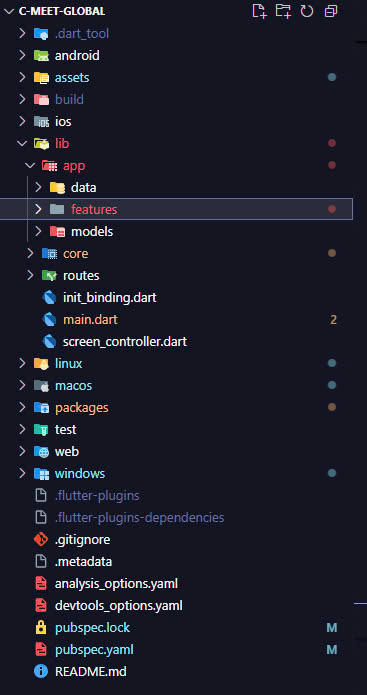 C-MEET-GLOBAL
.dart_tool
android
assets
build
ios
lib
app
data
features
models
core
routes
init_binding.dart
main.dart 2
screen_controller.dart
linux
macos
packages
test
web
windows
.flutter-plugins
.flutter-plugins-dependencies
.gitignore
.metadata
analysis_options.yaml
devtools_options.yaml
pubspec.lock M
pubspec.yaml M
README.md